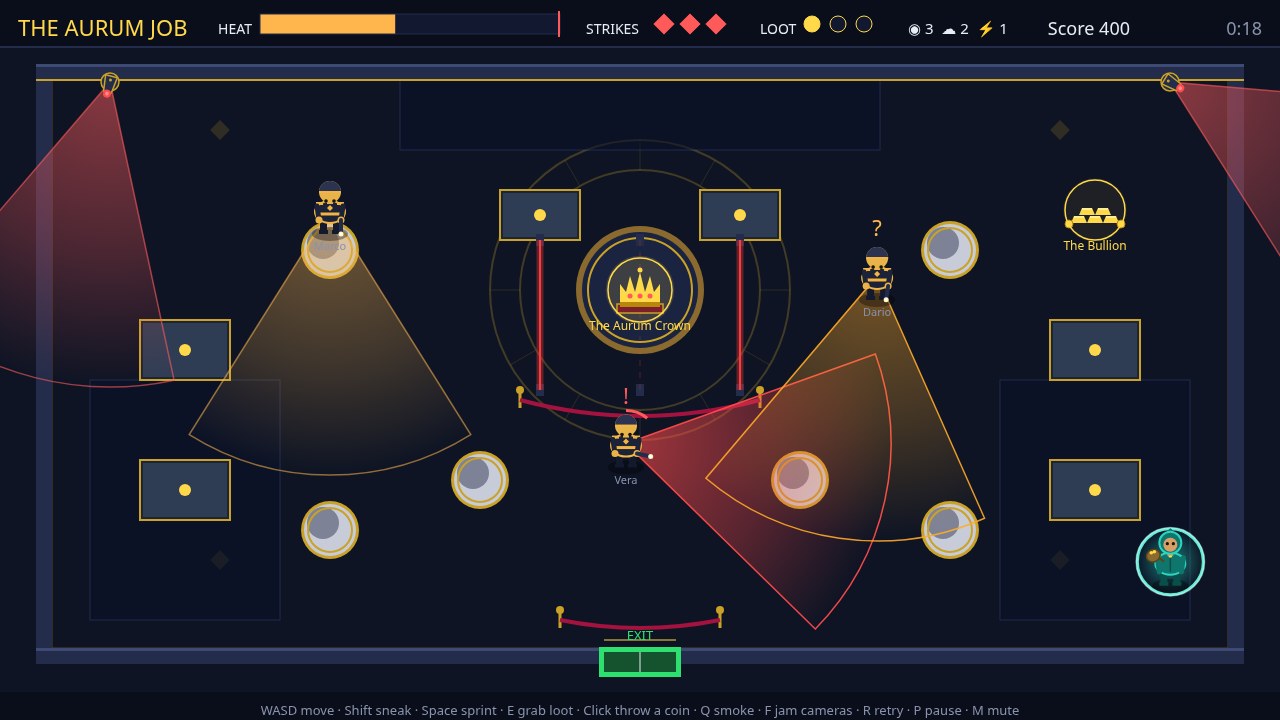 THE AURUM JOB HEAT STRIKES LOOT 3 2 1 Score 400 0:18
?
Marco
The Bullion
Dario
The Aurum Crown
!
Vera
EXIT
WASD move · Shift sneak · Space sprint · E grab loot · Click throw a coin · Q smoke · F jam cameras · R retry · P pause · M mute